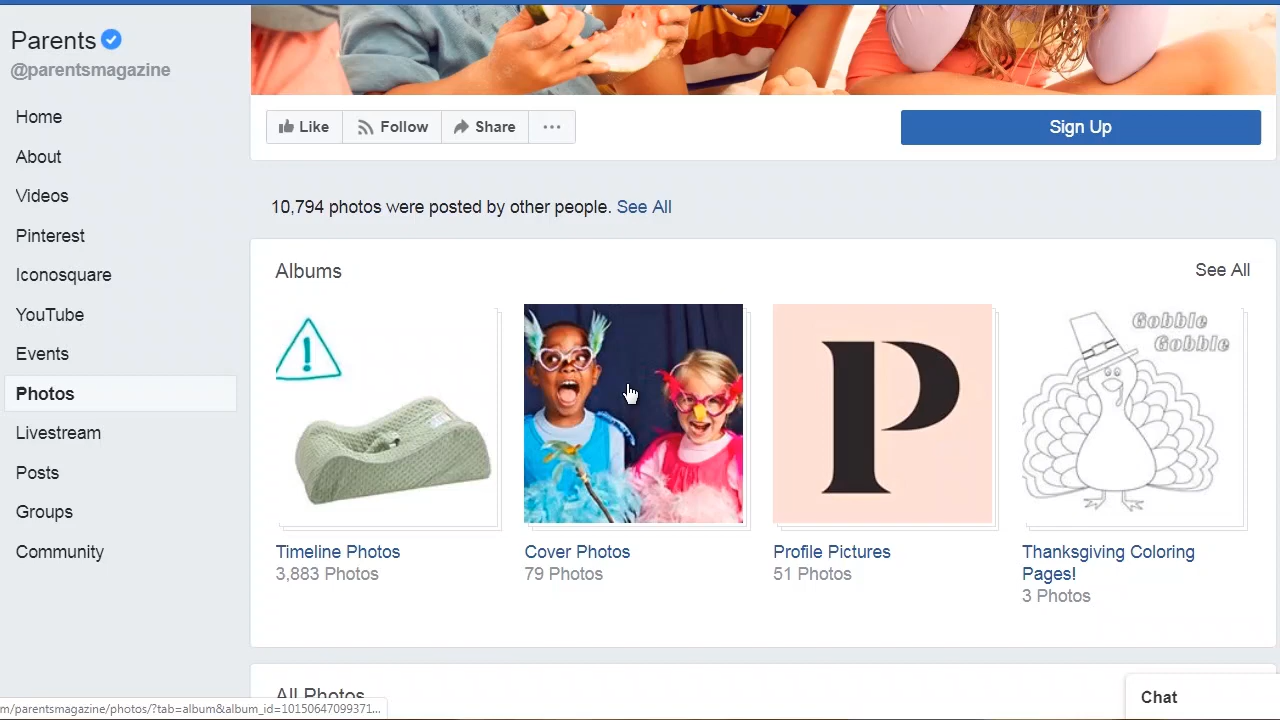 Parents
@parentsmagazine
Home
About
Videos
Pinterest
Iconosquare
YouTube
Events
Photos
Livestream
Posts
Groups
Community
Like
Follow
Share
Sign Up
10,794 photos were posted by other people. See All
Albums
See All
Timeline Photos
3,883 Photos
Cover Photos
79 Photos
P
Profile Pictures
51 Photos
Gobble
Gobble
Thanksgiving Coloring
Pages!
3 Photos
All Photos
Chat
m/parentsmagazine/photos/?tab=album&album_id=10150647099371...